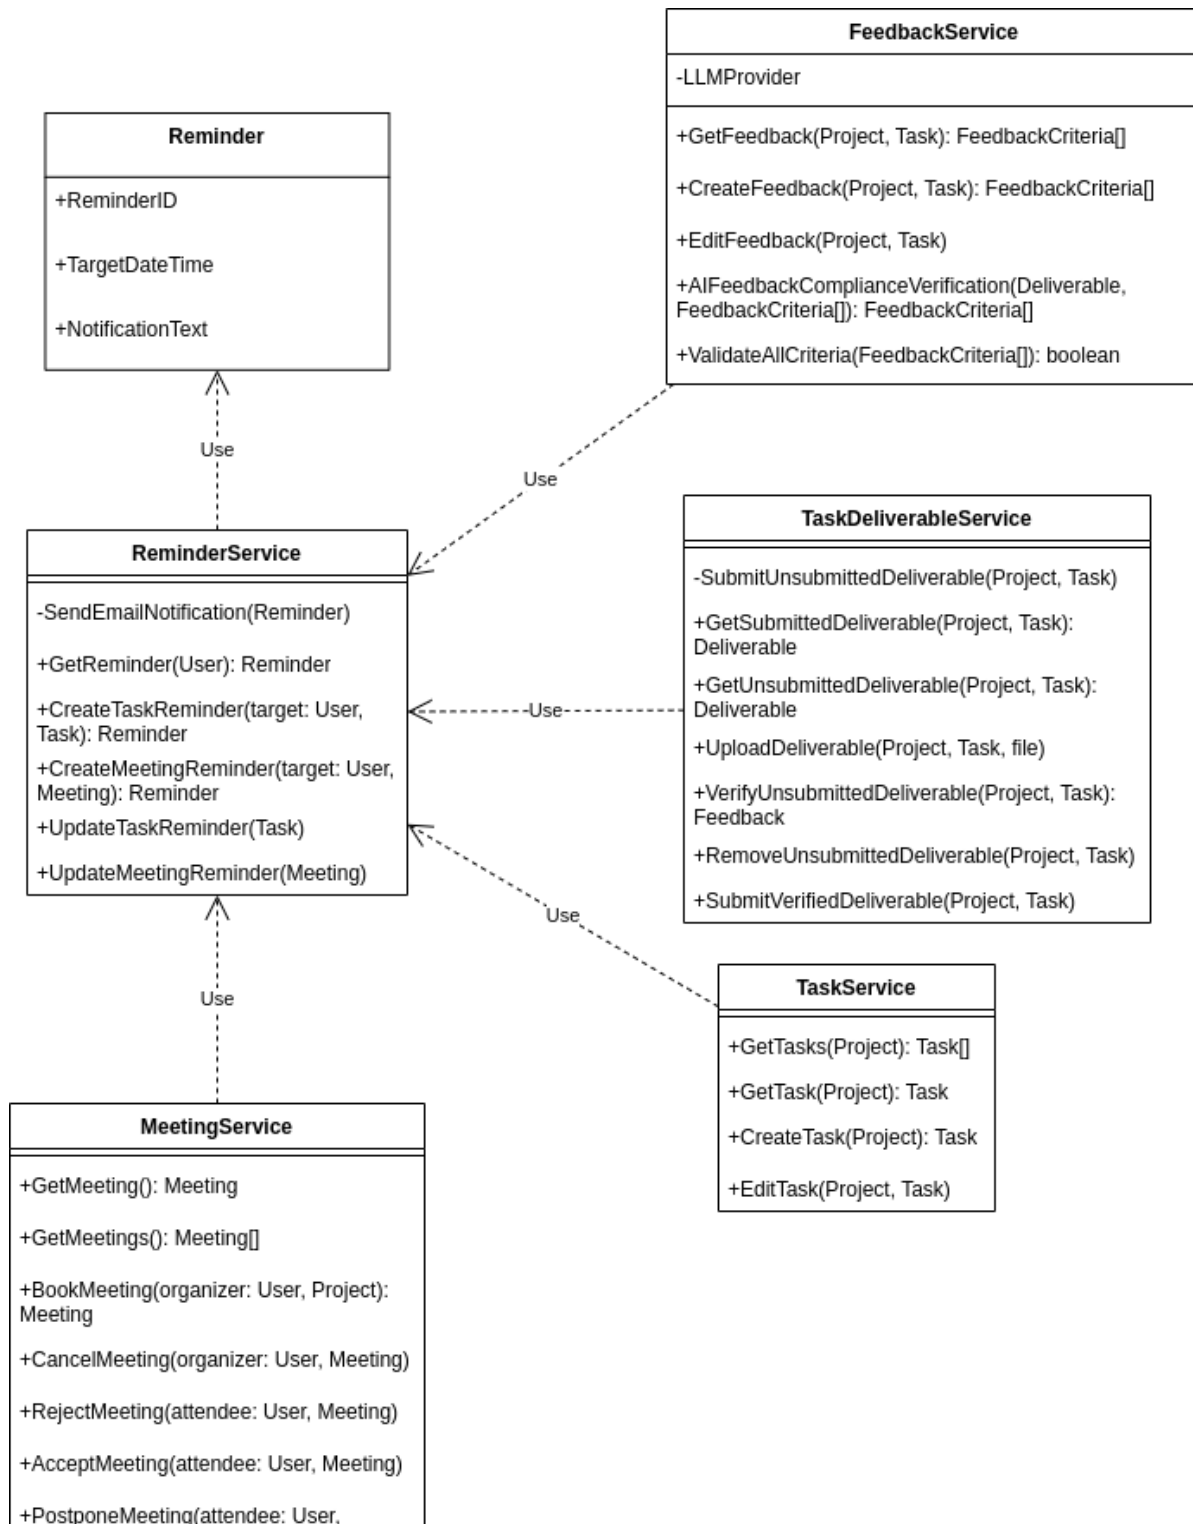 FeedbackService
-LLMProvider
+GetFeedback(Project, Task): FeedbackCriteria[]
+CreateFeedback(Project, Task): FeedbackCriteria[]
+EditFeedback(Project, Task)
+AIFeedbackComplianceVerification(Deliverable,
FeedbackCriteria[]): FeedbackCriteria[]
+ValidateAllCriteria(FeedbackCriteria[]): boolean
Reminder
+ReminderID
+TargetDateTime
+NotificationText
Use
Use
ReminderService
-SendEmailNotification(Reminder)
+GetReminder(User): Reminder
+CreateTaskReminder(target: User,
Task): Reminder
+CreateMeetingReminder(target: User,
Meeting): Reminder
+UpdateTaskReminder(Task)
+UpdateMeetingReminder(Meeting)
Use
TaskDeliverableService
-SubmitUnsubmittedDeliverable(Project, Task)
+GetSubmittedDeliverable(Project, Task):
Deliverable
+GetUnsubmittedDeliverable(Project, Task):
Deliverable
+UploadDeliverable(Project, Task, file)
+VerifyUnsubmittedDeliverable(Project, Task):
Feedback
+RemoveUnsubmittedDeliverable(Project, Task)
+SubmitVerifiedDeliverable(Project, Task)
Use
Use
TaskService
+GetTasks(Project): Task[]
+GetTask(Project): Task
+CreateTask(Project): Task
+EditTask(Project, Task)
MeetingService
+GetMeeting(): Meeting
+GetMeetings(): Meeting[]
+BookMeeting(organizer: User, Project):
Meeting
+CancelMeeting(organizer: User, Meeting)
+RejectMeeting(attendee: User, Meeting)
+AcceptMeeting(attendee: User, Meeting)
+PostponeMeeting(attendee: User,